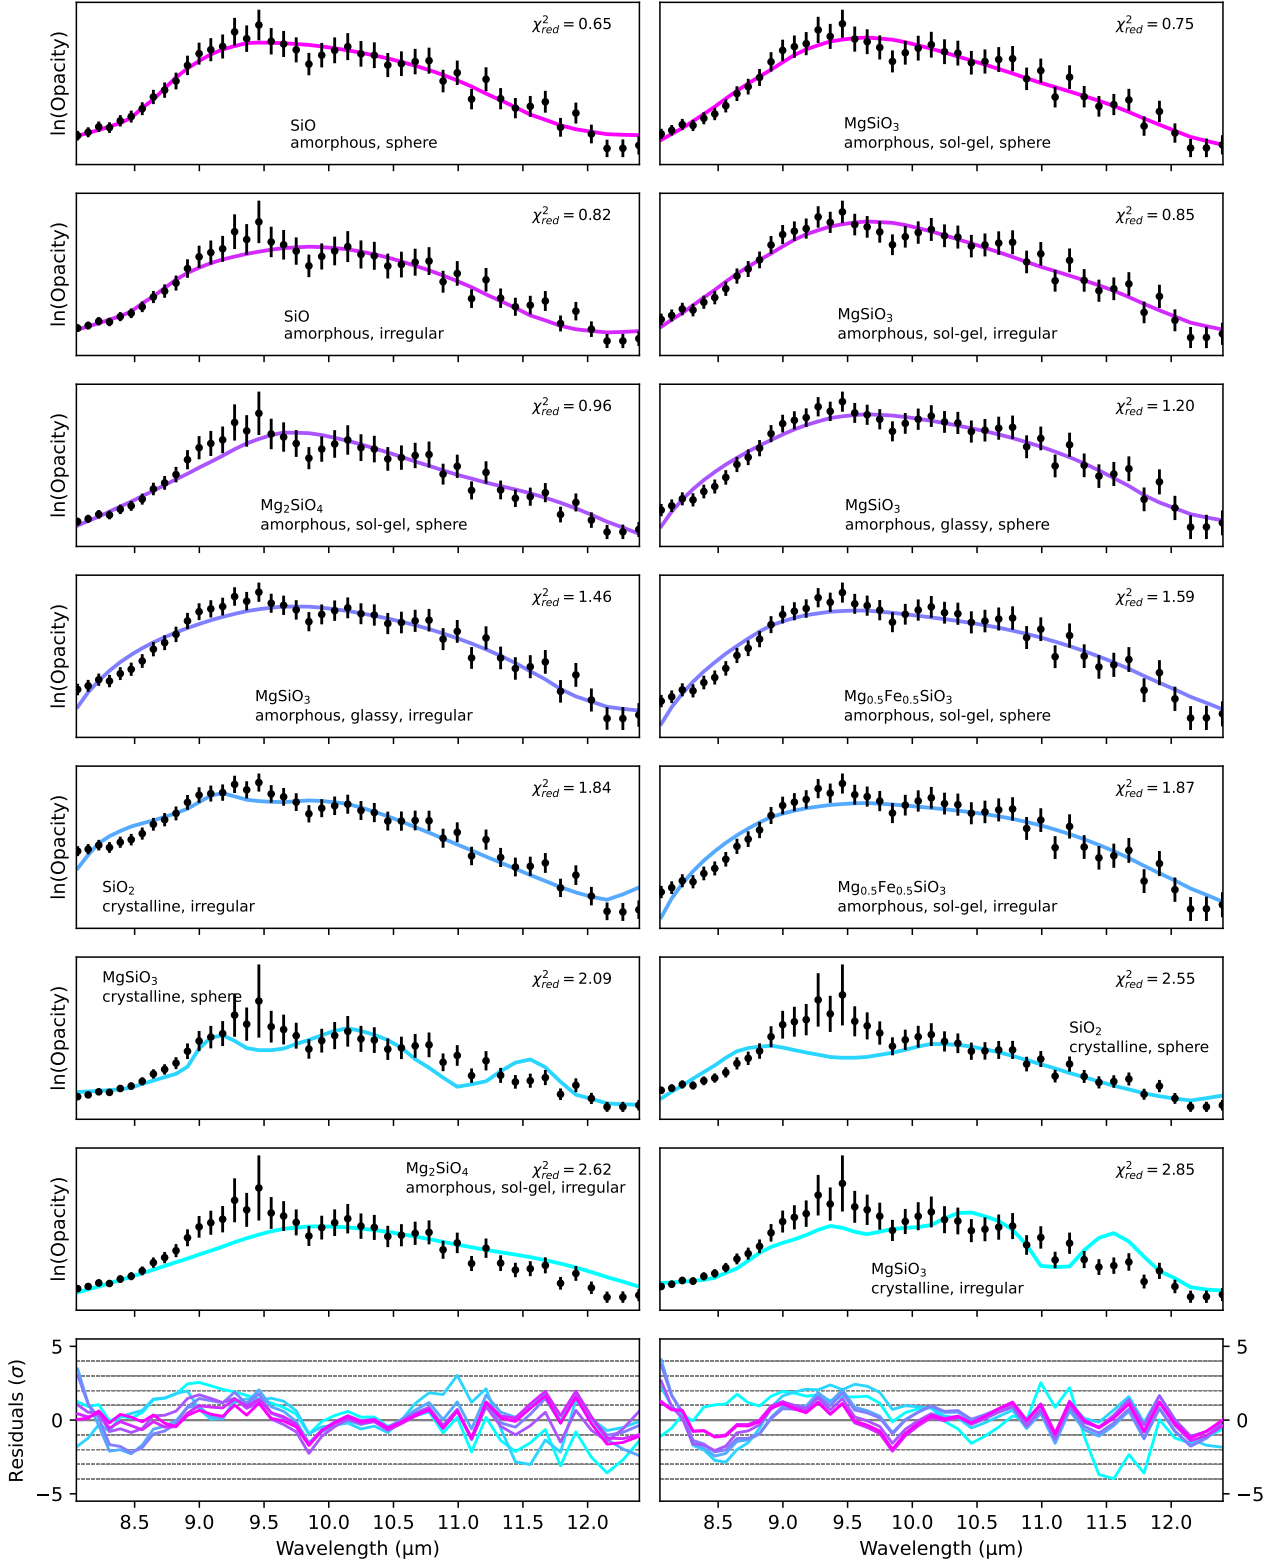 ln(Opacity)
χ²red = 0.65
SiO
amorphous, sphere
χ²red = 0.75
MgSiO₃
amorphous, sol-gel, sphere
ln(Opacity)
χ²red = 0.82
SiO
amorphous, irregular
χ²red = 0.85
MgSiO₃
amorphous, sol-gel, irregular
ln(Opacity)
χ²red = 0.96
Mg₂SiO₄
amorphous, sol-gel, sphere
χ²red = 1.20
MgSiO₃
amorphous, glassy, sphere
ln(Opacity)
χ²red = 1.46
MgSiO₃
amorphous, glassy, irregular
χ²red = 1.59
Mg₀.₅Fe₀.₅SiO₃
amorphous, sol-gel, sphere
ln(Opacity)
χ²red = 1.84
SiO₂
crystalline, irregular
χ²red = 1.87
Mg₀.₅Fe₀.₅SiO₃
amorphous, sol-gel, irregular
ln(Opacity)
MgSiO₃
crystalline, sphere
χ²red = 2.09
χ²red = 2.55
SiO₂
crystalline, sphere
ln(Opacity)
Mg₂SiO₄
amorphous, sol-gel, irregular
χ²red = 2.62
χ²red = 2.85
MgSiO₃
crystalline, irregular
Residuals (σ)
5
0
−5
5
0
−5
8.5 9.0 9.5 10.0 10.5 11.0 11.5 12.0
8.5 9.0 9.5 10.0 10.5 11.0 11.5 12.0
Wavelength (μm)
Wavelength (μm)